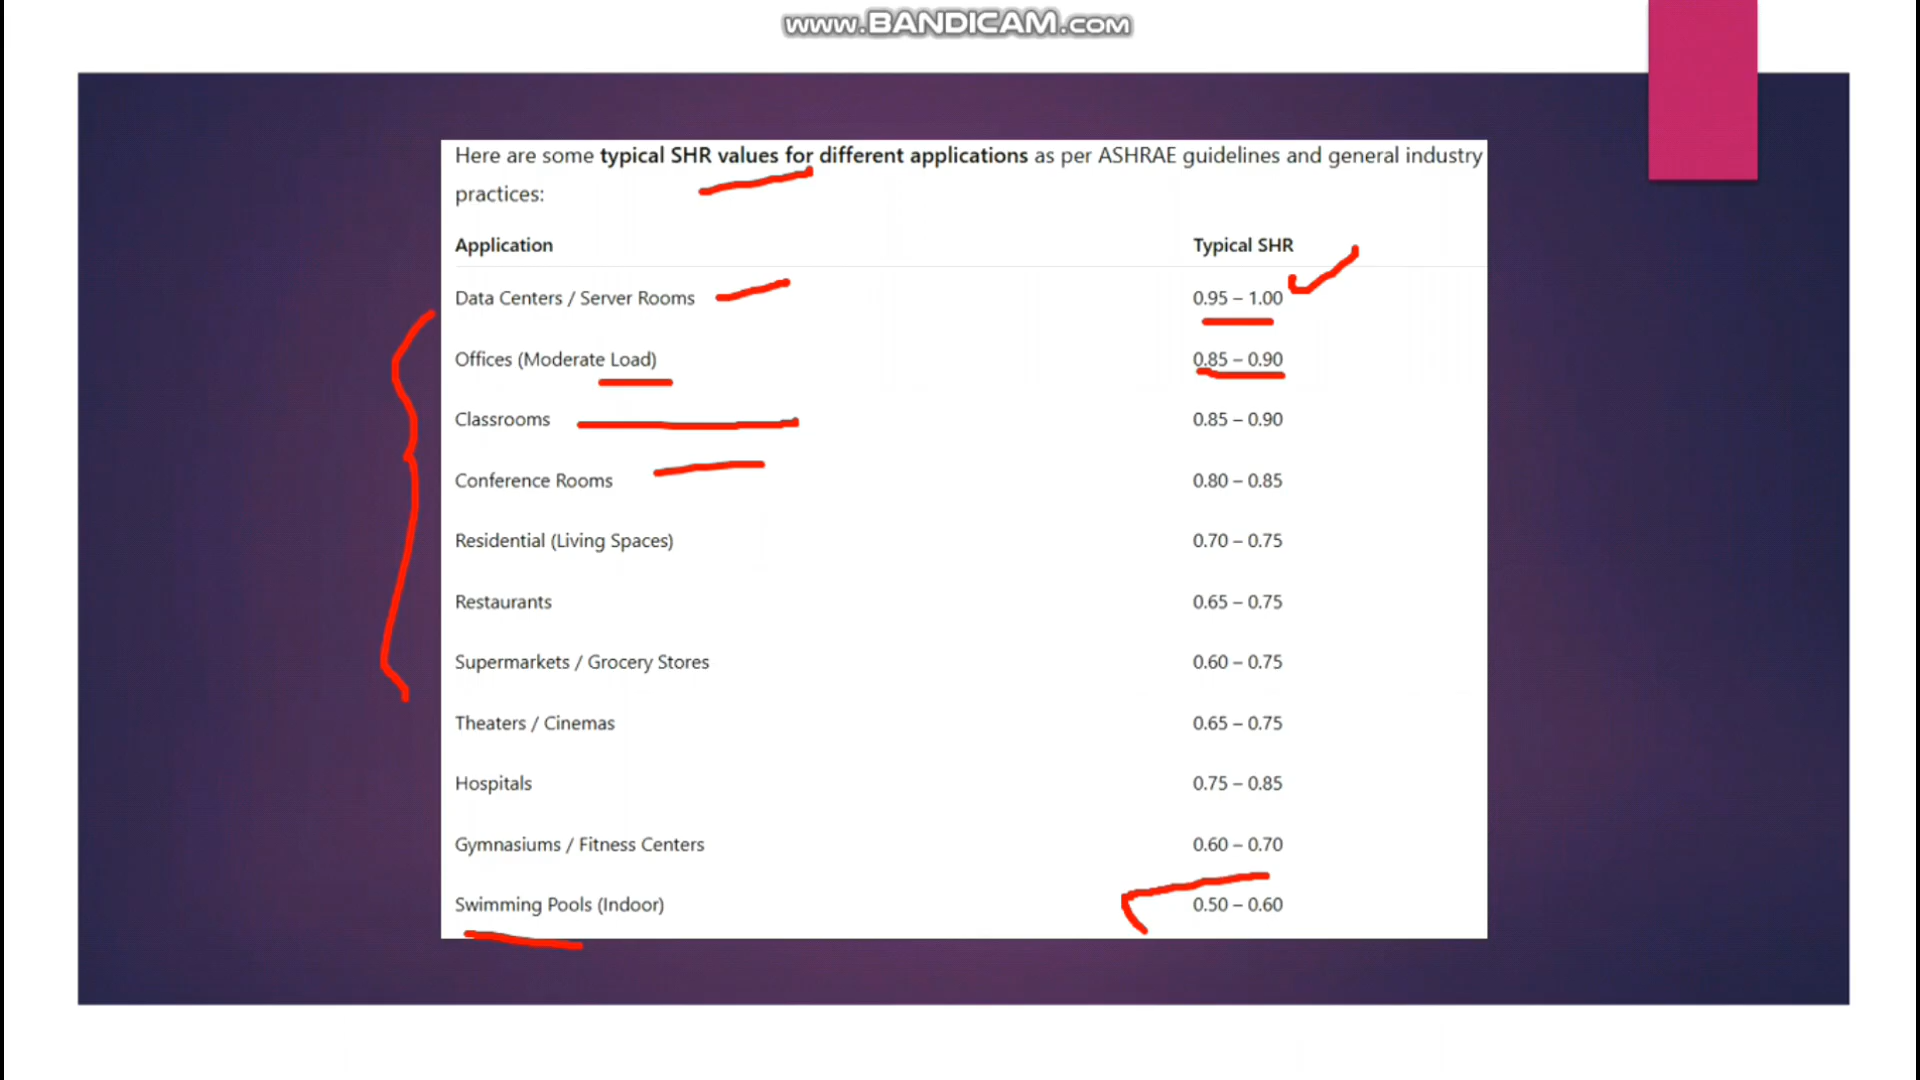 www.BANDICAM.com
Here are some typical SHR values for different applications as per ASHRAE guidelines and general industry
practices:
Application Typical SHR
Data Centers / Server Rooms 0.95 – 1.00
Offices (Moderate Load) 0.85 – 0.90
Classrooms 0.85 – 0.90
Conference Rooms 0.80 – 0.85
Residential (Living Spaces) 0.70 – 0.75
Restaurants 0.65 – 0.75
Supermarkets / Grocery Stores 0.60 – 0.75
Theaters / Cinemas 0.65 – 0.75
Hospitals 0.75 – 0.85
Gymnasiums / Fitness Centers 0.60 – 0.70
Swimming Pools (Indoor) 0.50 – 0.60